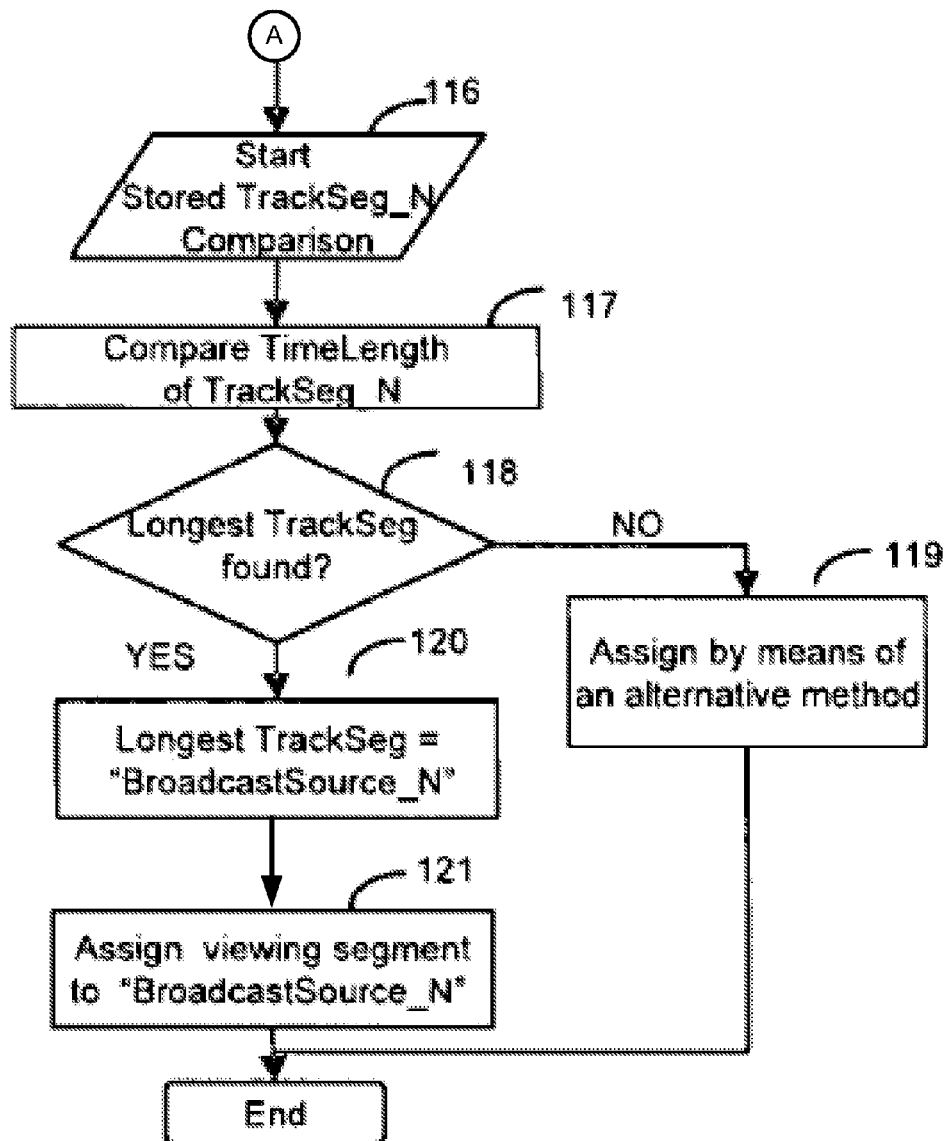 A
116
Start
Stored TrackSeg_N
Comparison
117
Compare TimeLength
of TrackSeg_N
118
Longest TrackSeg
found?
NO
119
YES
120
Assign by means of
an alternative method
Longest TrackSeg =
"BroadcastSource_N"
121
Assign viewing segment
to "BroadcastSource_N"
End